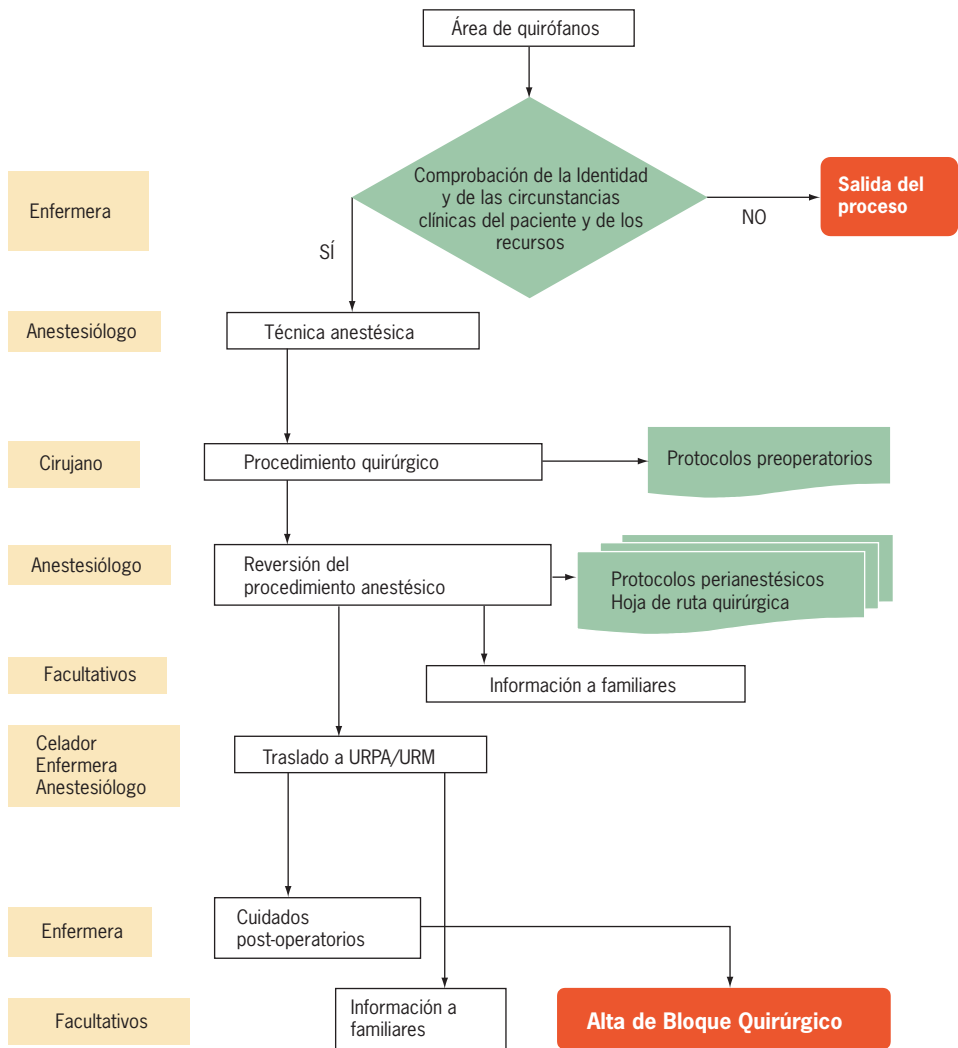 Área de quirófanos
Enfermera
Comprobación de la Identidad
y de las circunstancias
clínicas del paciente y de los
recursos
Salida del
proceso
NO
SÍ
Anestesiólogo
Técnica anestésica
Cirujano
Procedimiento quirúrgico
Protocolos preoperatorios
Anestesiólogo
Reversión del
procedimiento anestésico
Protocolos perianestésicos
Hoja de ruta quirúrgica
Facultativos
Información a familiares
Celador
Enfermera
Anestesiólogo
Traslado a URPA/URM
Enfermera
Cuidados
post-operatorios
Facultativos
Información a
familiares
Alta de Bloque Quirúrgico